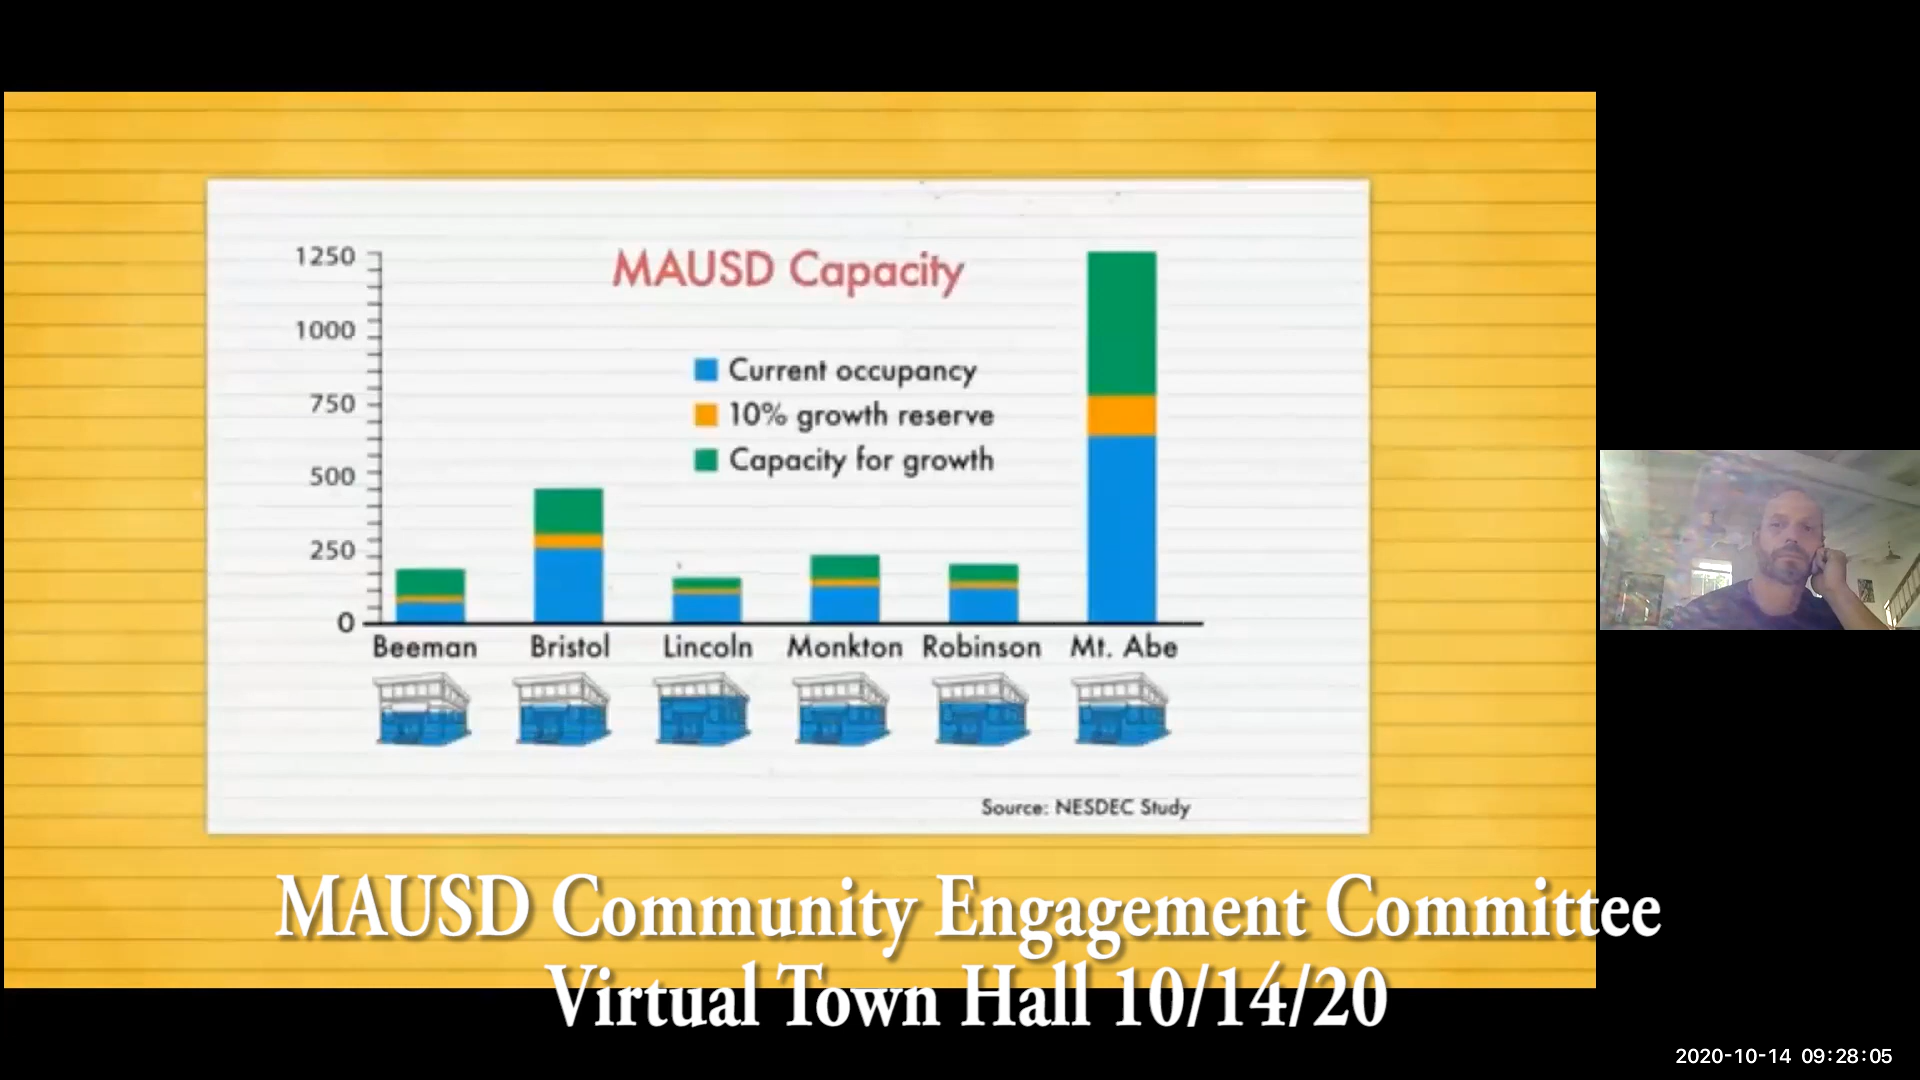 MAUSD Capacity
1250
1000
750
500
250
0
Current occupancy
10% growth reserve
Capacity for growth
Beeman Bristol Lincoln Monkton Robinson Mt. Abe
Source: NESDEC Study
MAUSD Community Engagement Committee
Virtual Town Hall 10/14/20
2020-10-14 09:28:05